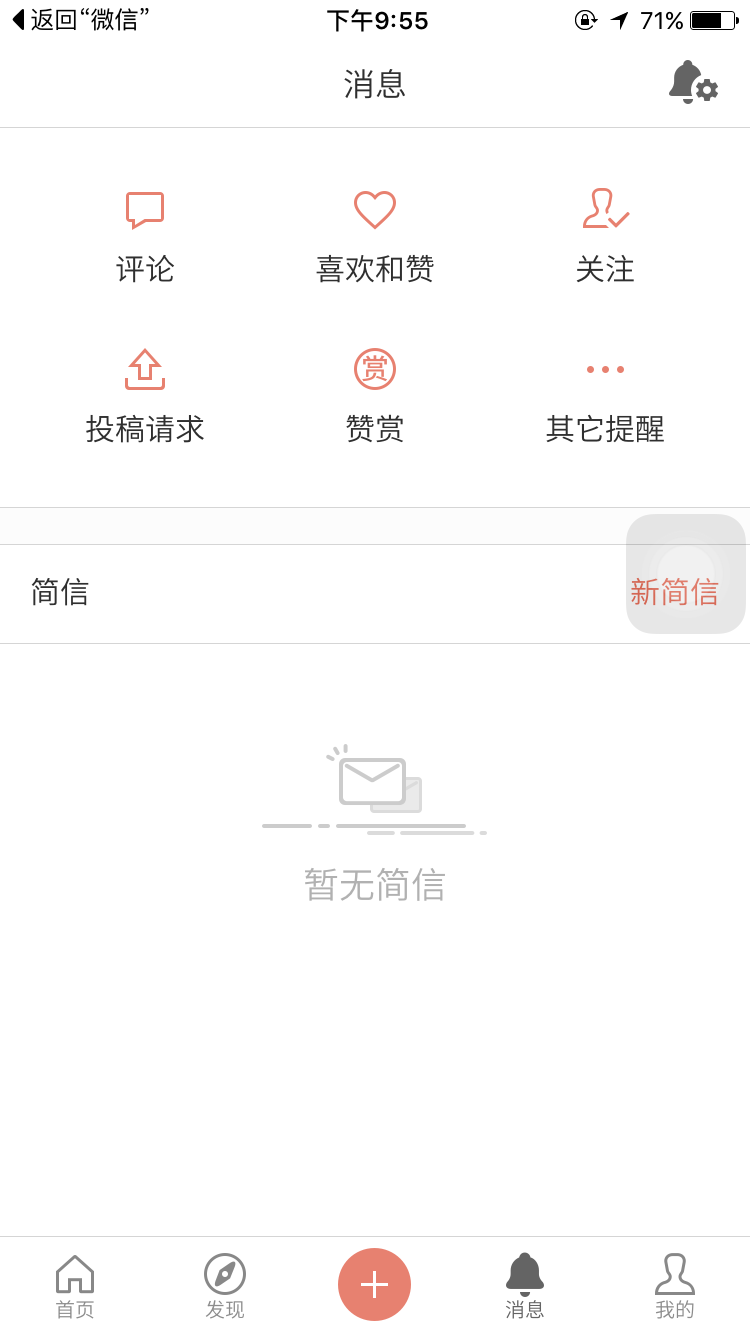 返回“微信” 下午9:55 71%
消息
评论 喜欢和赞 关注
赏
投稿请求 赞赏 其它提醒
简信 新简信
暂无简信
首页 发现 消息 我的